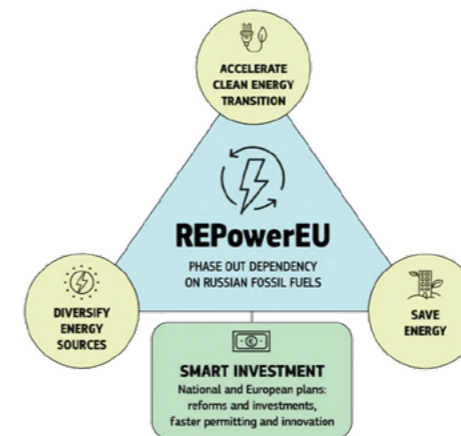 ACCELERATE
CLEAN ENERGY
TRANSITION
REPowerEU
PHASE OUT DEPENDENCY
ON RUSSIAN FOSSIL FUELS
DIVERSIFY
ENERGY
SOURCES
SAVE
ENERGY
SMART INVESTMENT
National and European plans:
reforms and investments,
faster permitting and innovation